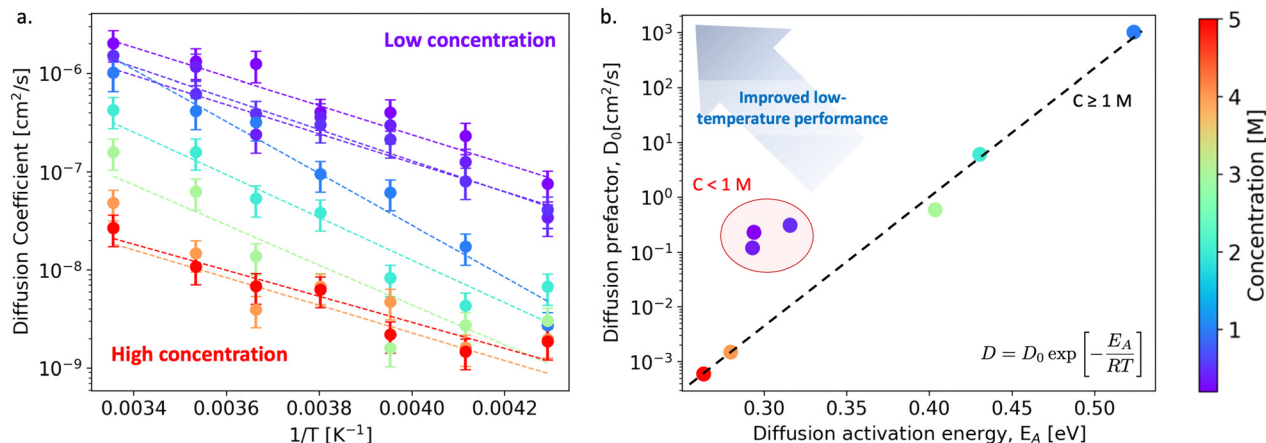 a.
Low concentration
High concentration
Diffusion Coefficient [cm²/s]
10⁻⁶
10⁻⁷
10⁻⁸
10⁻⁹
0.0034 0.0036 0.0038 0.0040 0.0042
1/T [K⁻¹]
b.
Improved low-
temperature performance
C < 1 M
C ≥ 1 M
D = D₀ exp [-E_A/RT]
Diffusion prefactor, D₀[cm²/s]
10³
10²
10¹
10⁰
10⁻¹
10⁻²
10⁻³
0.30 0.35 0.40 0.45 0.50
Diffusion activation energy, E_A [eV]
5
4
3
2
1
Concentration [M]